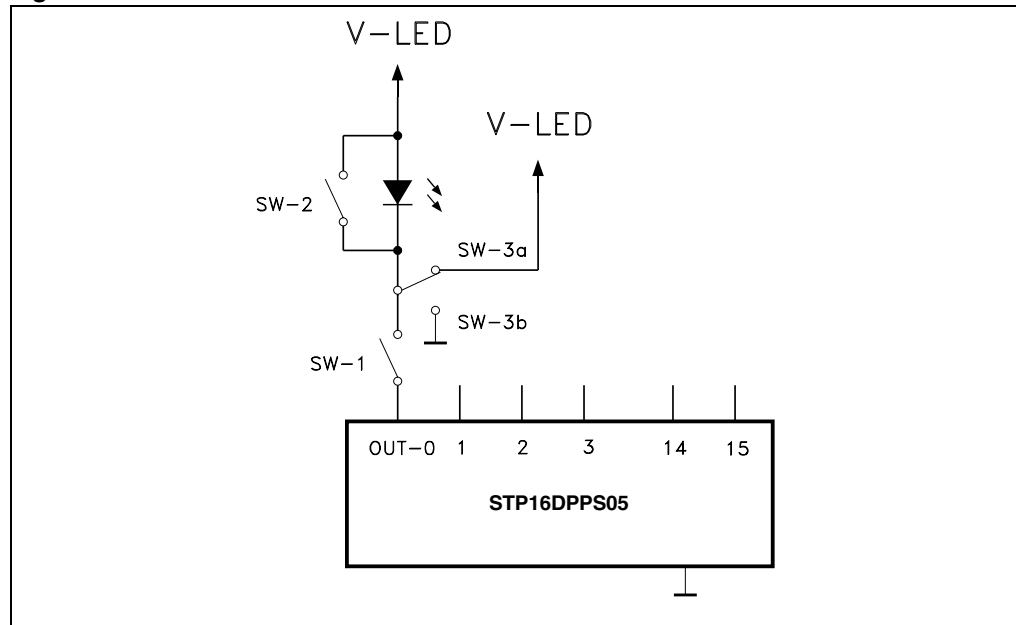 V-LED
V-LED
SW-2
SW-3a
SW-3b
SW-1
OUT-0 1 2 3 14 15
STP16DPPS05